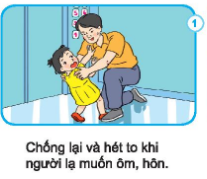 1
Chống lại và hét to khi
người lạ muốn ôm, hôn.